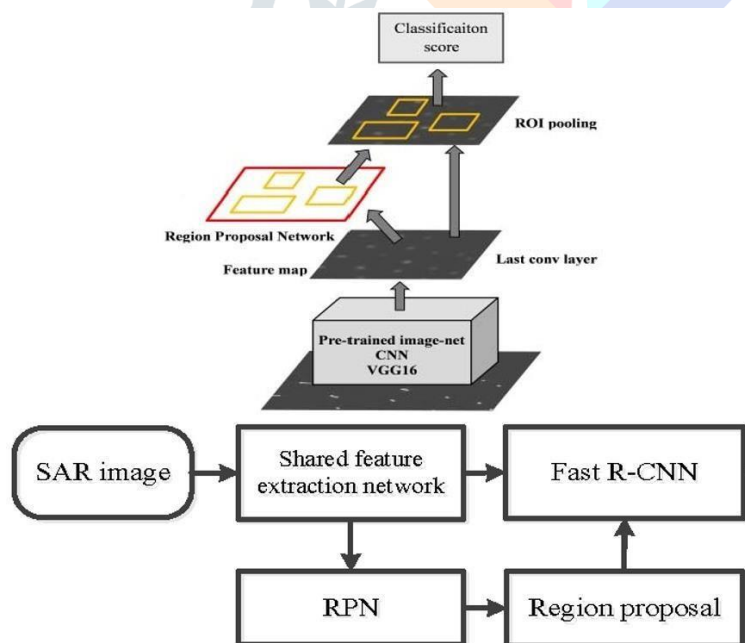 Classificaiton
score
ROI pooling
Region Proposal Network
Feature map
Last conv layer
Pre-trained image-net
CNN
VGG16
SAR image
Shared feature
extraction network
Fast R-CNN
RPN
Region proposal